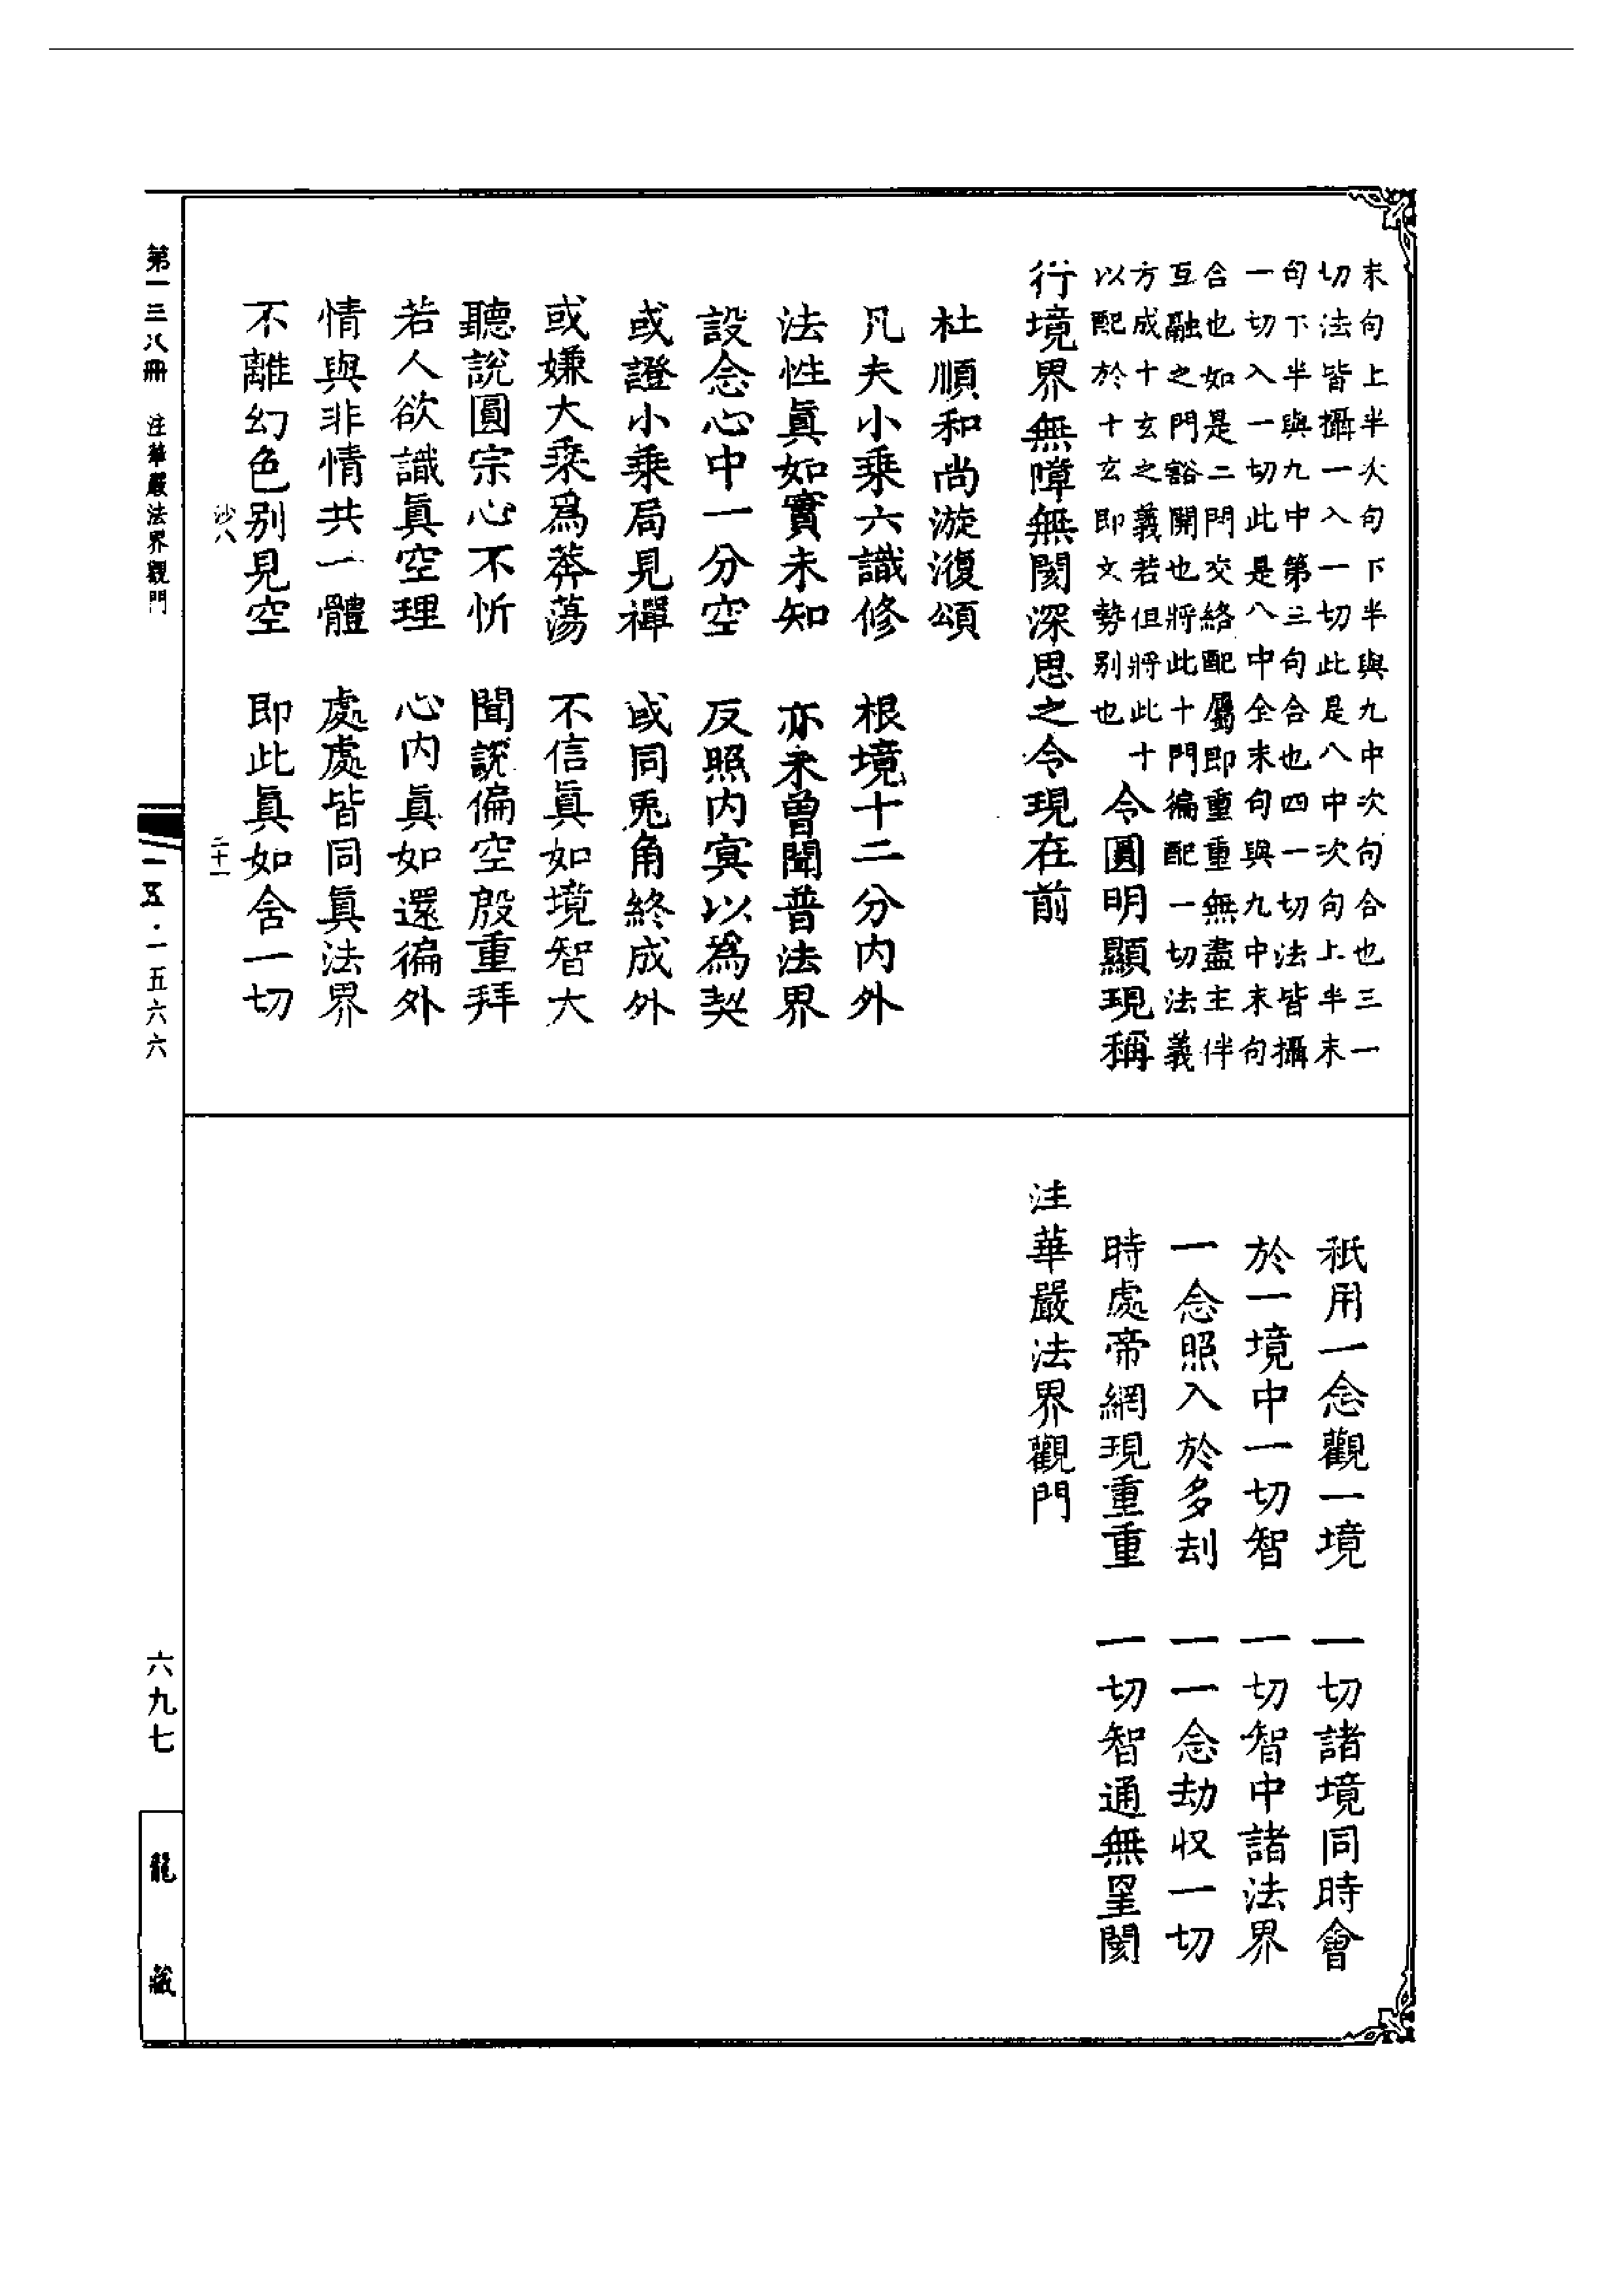 末句上半次句下半與九中次句合也三一
切法皆攝一入一切此是八中次句上半末
句下半與九中第三句合也四一切法皆攝
一切入一切此是八中全末句與九中末句
合也如是二門交絡配屬即重重無盡主伴
互融之門豁開也將此十門徧配一切法義
方成十玄之義若但將此十
以配於十玄即文勢別也
令圓明顯現稱
行境界無障無閡深思之令現在前
杜順和尚漩澓頌
凡夫小乘六識修　根境十二分內外
法性眞如實未知　亦未曾聞普法界
設念心中一分空　反照內寘以為契
或證小乘局見禪　或同兎角終成外
或嫌大乘爲莽蕩　不信眞如境智大
聽說圓宗心不忻　聞說偏空殷重拜
若人欲識眞空理　心內眞如還徧外
情與非情共一體　處處皆同眞法界
不離幻色別見空　即此眞如含一切
沙八
二十一
祇用一念觀一境　一切諸境同時會
於一境中一切智　一切智中諸法界
一念照入於多刦　一一念劫収一切
時處帝網現重重　一切智通無罣閡
注華嚴法界觀門
第一三八冊　注華嚴法界觀門
一五·一五六六
六九七
龍藏